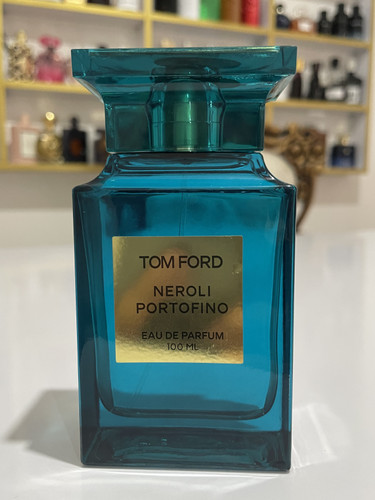 TOM FORD
NEROLI
PORTOFINO
EAU DE PARFUM
100 ML